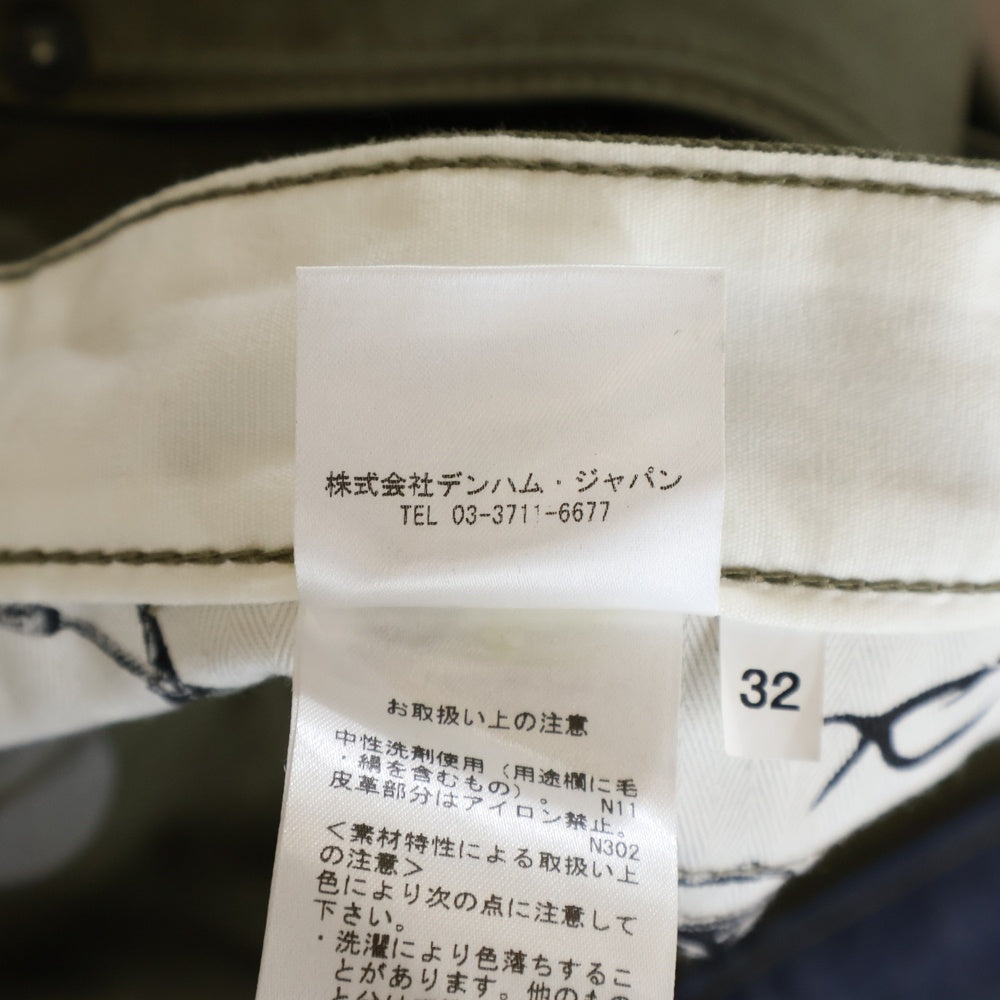 株式会社デンハム・ジャパン
TEL 03-3711-6677
32
お取扱い上の注意
中性洗剤使用（用途欄に毛
・絹を含むもの）。 N11
皮革部分はアイロン禁止。
N302
＜素材特性による取扱い上
の注意＞
色により次の点に注意して
下さい。
・洗濯により色落ちするこ
とがあります。他のもの